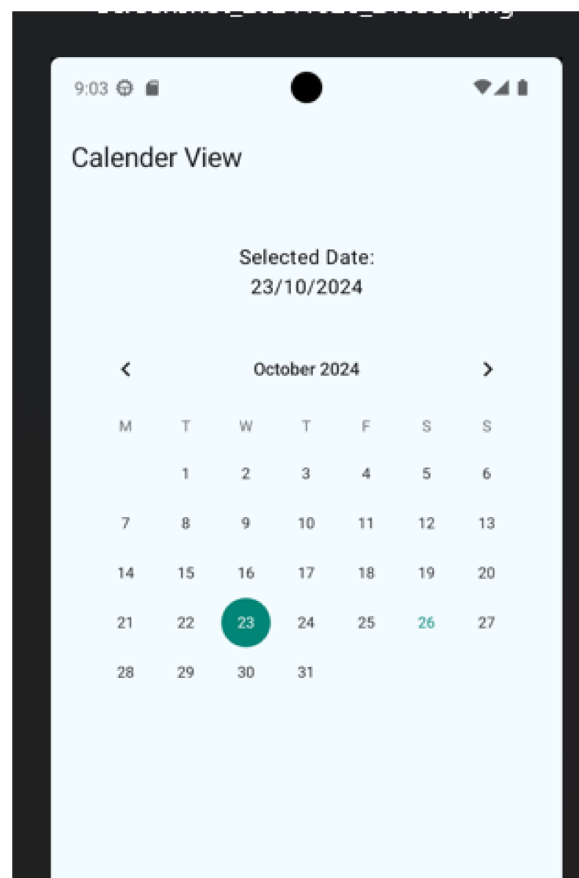 9:03
Calender View
Selected Date:
23/10/2024
October 2024
M T W T F S S
1 2 3 4 5 6
7 8 9 10 11 12 13
14 15 16 17 18 19 20
21 22 23 24 25 26 27
28 29 30 31